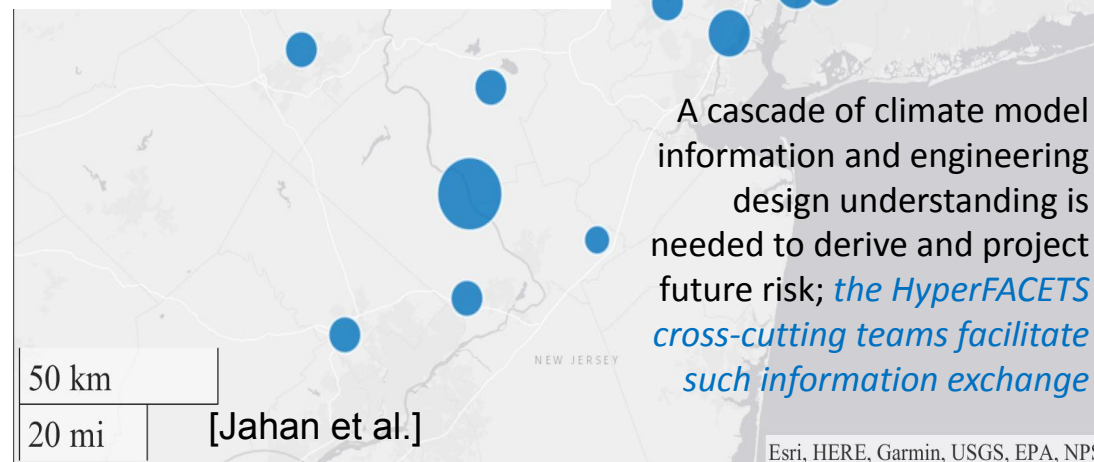 A cascade of climate model
information and engineering
design understanding is
needed to derive and project
future risk; the HyperFACETS
cross-cutting teams facilitate
such information exchange
NEW JERSEY
50 km
20 mi
[Jahan et al.]
Esri, HERE, Garmin, USGS, EPA, NPS